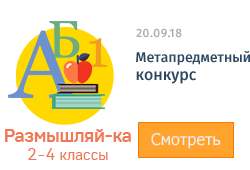 А Б 1
20.09.18
Метапредметный
конкурс
Размышляй-ка
2-4 классы
Смотреть